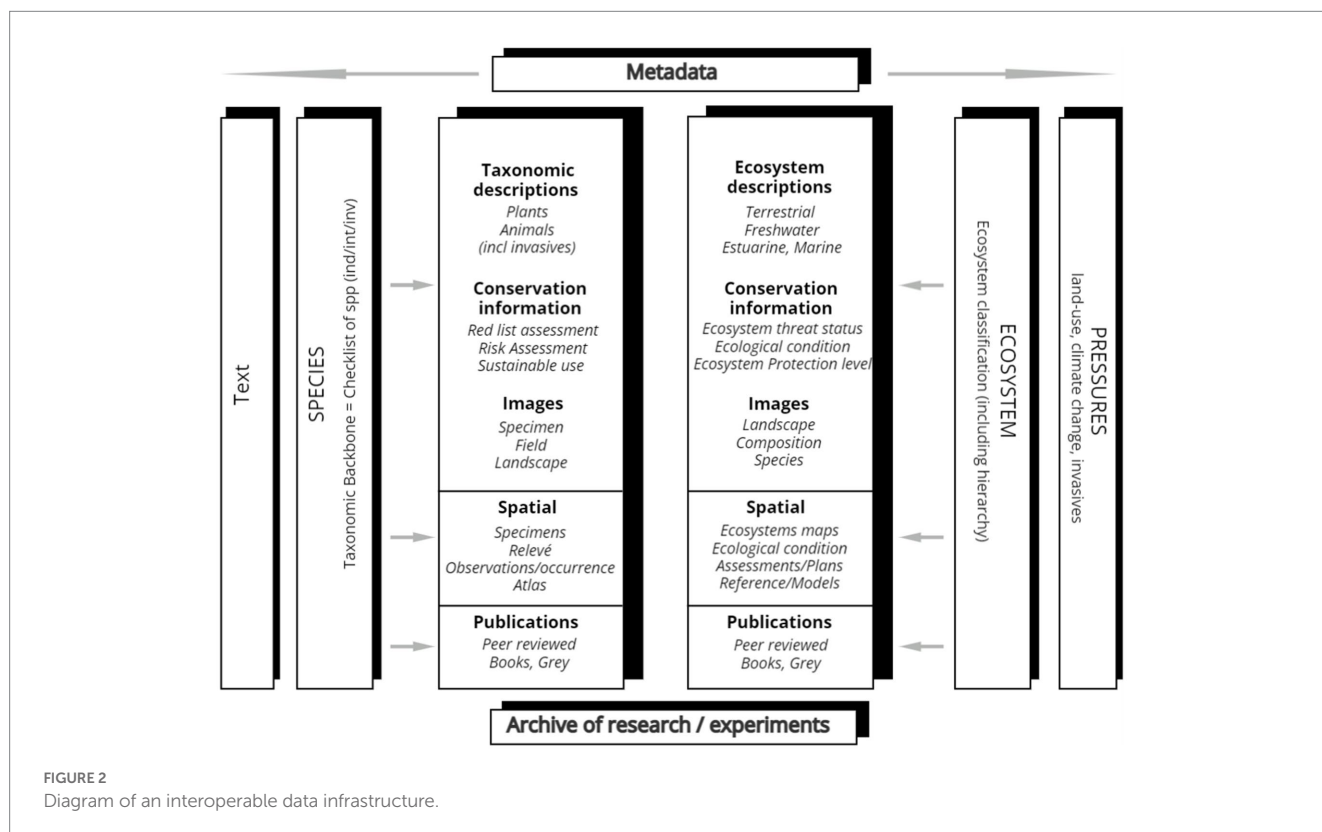 Metadada
Text
SPECIES
Taxonomic Backbone = Checklist of spp (ind/int/inv)
Taxonomic
descriptions
Plants
Animals
(incl invasives)
Conservation
information
Red list assessment
Risk Assessment
Sustainable use
Images
Specimen
Field
Landscape
Spatial
Specimens
Relevé
Observations/occurrence
Atlas
Publications
Peer reviewed
Books, Grey
Ecosystem
descriptions
Terrestrial
Freshwater
Estuarine, Marine
Conservation
information
Ecosystem threat status
Ecological condition
Ecosystem Protection level
Images
Landscape
Composition
Species
Spatial
Ecosystems maps
Ecological condition
Assessments/Plans
Reference/Models
Publications
Peer reviewed
Books, Grey
ECOSYSTEM
Ecosystem classification (including hierarchy)
PRESSURES
land-use, climate change, invasives
Archive of research / experiments
FIGURE 2
Diagram of an interoperable data infrastructure.